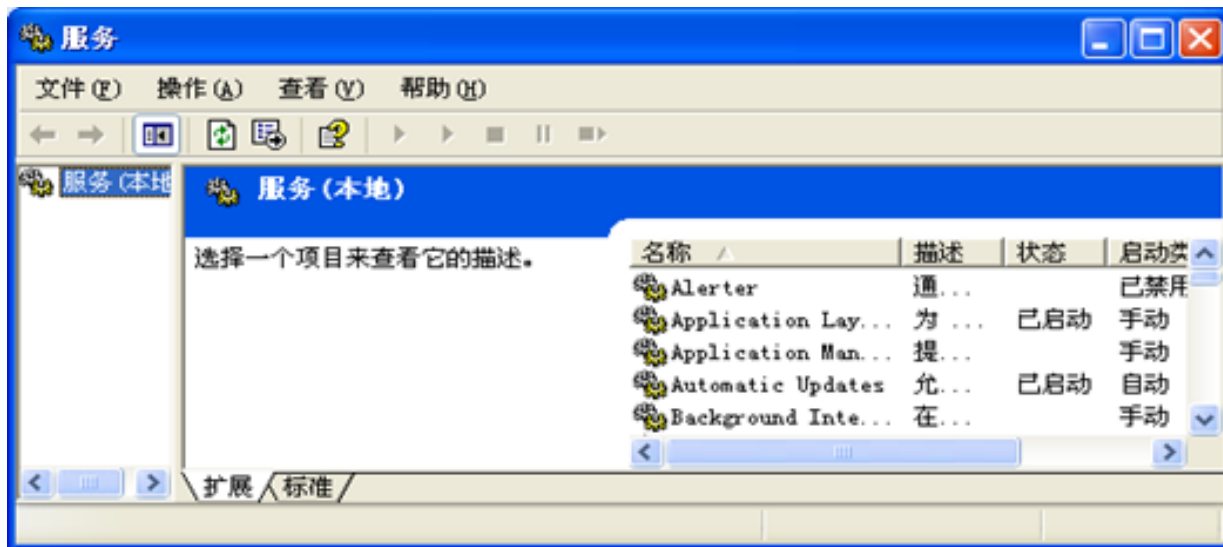 服务
文件(F) 操作(A) 查看(V) 帮助(H)
服务(本地
服务(本地)
选择一个项目来查看它的描述。
名称 描述 状态 启动类
Alerter 通... 已禁用
Application Lay... 为 ... 已启动 手动
Application Man... 提... 手动
Automatic Updates 允... 已启动 自动
Background Inte... 在... 手动
扩展 标准